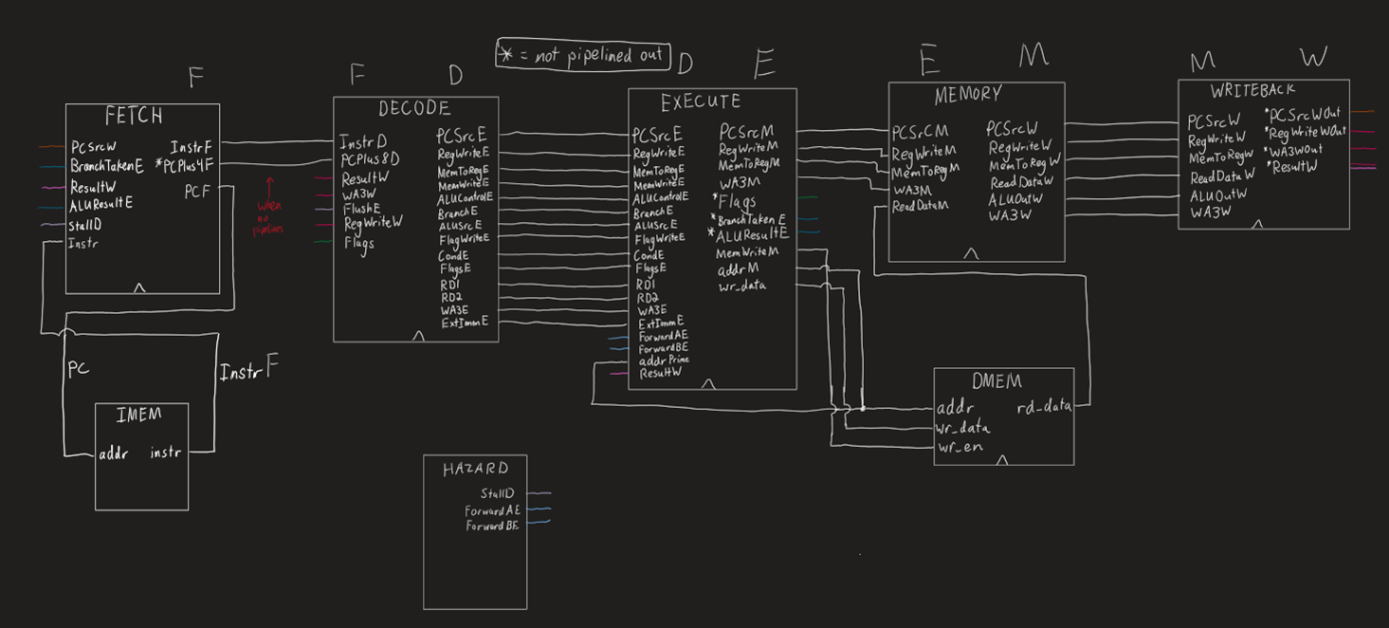 * = not pipelined out
F
F
D
D
E
E
M
M
W
FETCH
PCSrcW
BranchTakenE
ResultW
ALUResultE
StallD
Instr
InstrF
*PCPlus4F
PCF
when
no
DECODE
InstrD
PCPlus8D
ResultW
WA3W
FlushE
RegWriteW
Flags
PCSrcE
RegWriteE
MemToRegE
MemWriteE
ALUControlE
BranchE
ALUSrcE
FlagWriteE
CondE
FlagsE
RD1
RD2
WA3E
ExtImmE
EXECUTE
PCSrcE
RegWriteE
MemToRegE
MemWriteE
ALUControlE
BranchE
ALUSrcE
FlagWriteE
CondE
FlagsE
RD1
RD2
WA3E
ExtImmE
ForwardAE
ForwardBE
addrPrime
ResultW
PCSrcM
RegWriteM
MemToRegM
WA3M
*Flags
*BranchTakenE
*ALUResultE
MemWriteM
addrM
wr_data
MEMORY
PCSrCM
RegWriteM
MemToRegM
WA3M
ReadDataM
PCSrcW
RegWriteW
MemToRegW
ReadDataW
ALUOutW
WA3W
WRITEBACK
PCSrcW
RegWriteW
MemToRegW
ReadDataW
ALUOutW
WA3W
*PCSrcWOut
*RegWriteWOut
*WA3WOut
*ResultW
PC
InstrF
IMEM
addr instr
DMEM
addr rd_data
wr_data
wr_en
HAZARD
StallD
ForwardAE
ForwardBE